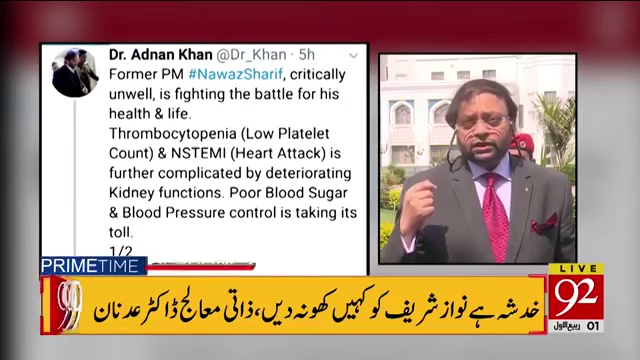 Dr. Adnan Khan @Dr_Khan · 5h
Former PM #NawazSharif, critically
unwell, is fighting the battle for his
health & life.
Thrombocytopenia (Low Platelet
Count) & NSTEMI (Heart Attack) is
further complicated by deteriorating
Kidney functions. Poor Blood Sugar
& Blood Pressure control is taking its
toll.
1/2
PRIMETIME
LIVE
خدشہ ہے نوازشریف کو کہیں کھو نہ دیں، ذاتی معالج ڈاکٹر عدنان
92
01 ربیع الاول